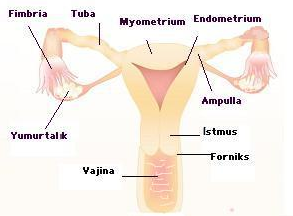 Fimbria
Tuba
Myometrium
Endometrium
Ampulla
Yumurtalık
İstmus
Forniks
Vajina